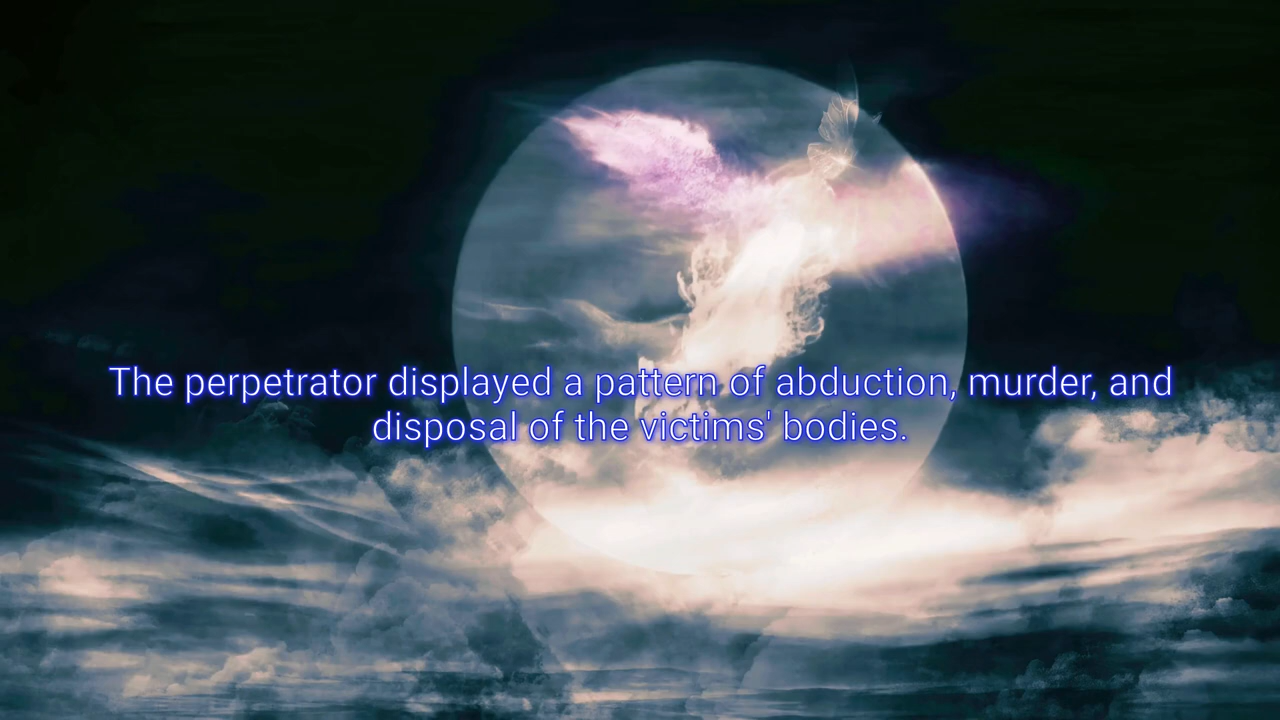 The perpetrator displayed a pattern of abduction, murder, and
disposal of the victims' bodies.